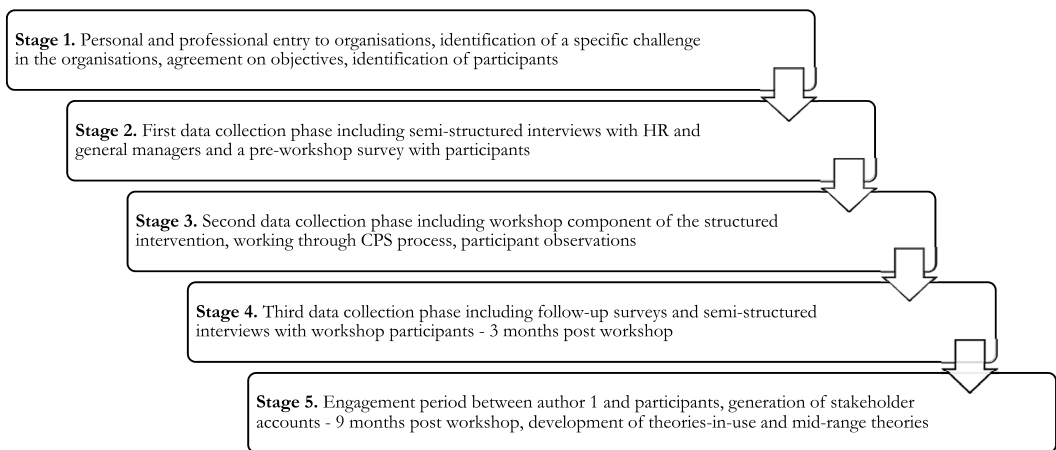 Stage 1. Personal and professional entry to organisations, identification of a specific challenge
in the organisations, agreement on objectives, identification of participants
Stage 2. First data collection phase including semi-structured interviews with HR and
general managers and a pre-workshop survey with participants
Stage 3. Second data collection phase including workshop component of the structured
intervention, working through CPS process, participant observations
Stage 4. Third data collection phase including follow-up surveys and semi-structured
interviews with workshop participants - 3 months post workshop
Stage 5. Engagement period between author 1 and participants, generation of stakeholder
accounts - 9 months post workshop, development of theories-in-use and mid-range theories